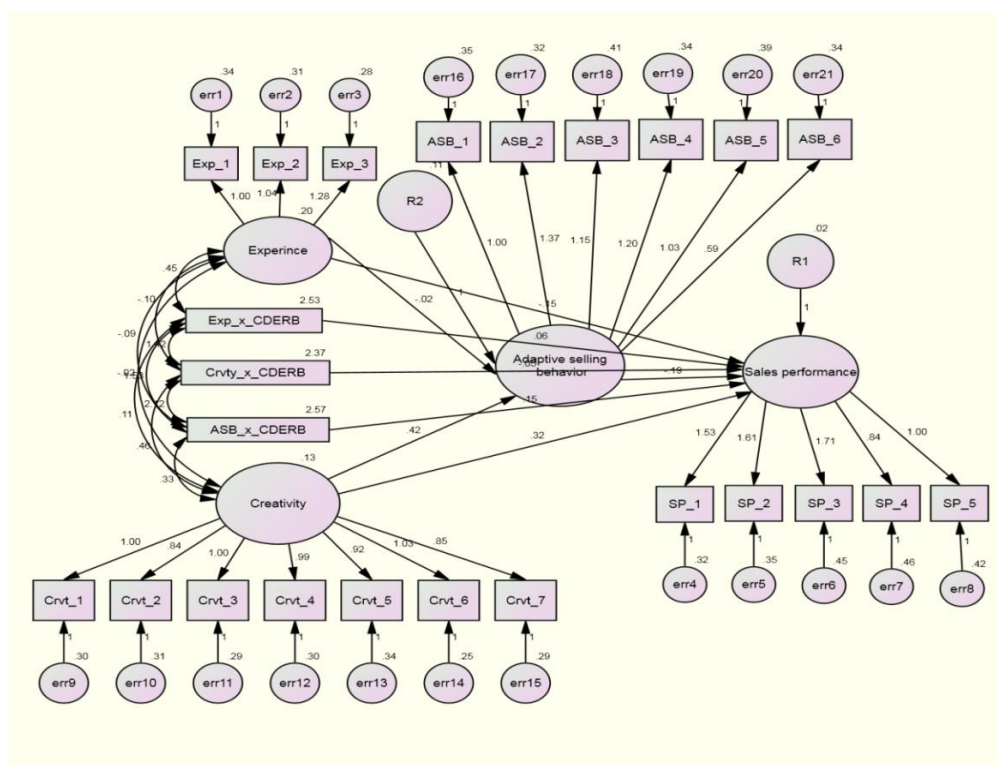 .35
.32
.41
.34
.39
.34
err16
err17
err18
err19
err20
err21
1
1
1
1
1
1
.34
.31
.28
err1
err2
err3
1
1
1
ASB_1
ASB_2
ASB_3
ASB_4
ASB_5
ASB_6
Exp_1
Exp_2
Exp_3
.11
R2
1.00
1.04
1.28
.20
Experince
1.00
1.37
1.15
1.20
1.03
.59
.02
R1
1
.45
-.10
-.09
-.02
1
-.15
2.53
Exp_x_CDERB
.06
2.37
Crvty_x_CDERB
Adaptive selling
behavior
-.19
Sales performance
2.57
ASB_x_CDERB
.15
.11
.46
.33
.42
.32
.13
Creativity
1.53
1.61
1.71
.84
1.00
SP_1
SP_2
SP_3
SP_4
SP_5
1
1
1
1
1
.32
.35
.45
.46
.42
err4
err5
err6
err7
err8
1.00
.84
1.00
.99
.92
1.03
.85
Crvt_1
Crvt_2
Crvt_3
Crvt_4
Crvt_5
Crvt_6
Crvt_7
1
1
1
1
1
1
1
.30
.31
.29
.30
.34
.25
.29
err9
err10
err11
err12
err13
err14
err15